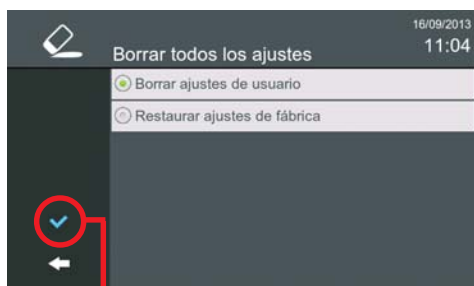 16/09/2013
Borrar todos los ajustes
11:04
Borrar ajustes de usuario
Restaurar ajustes de fábrica